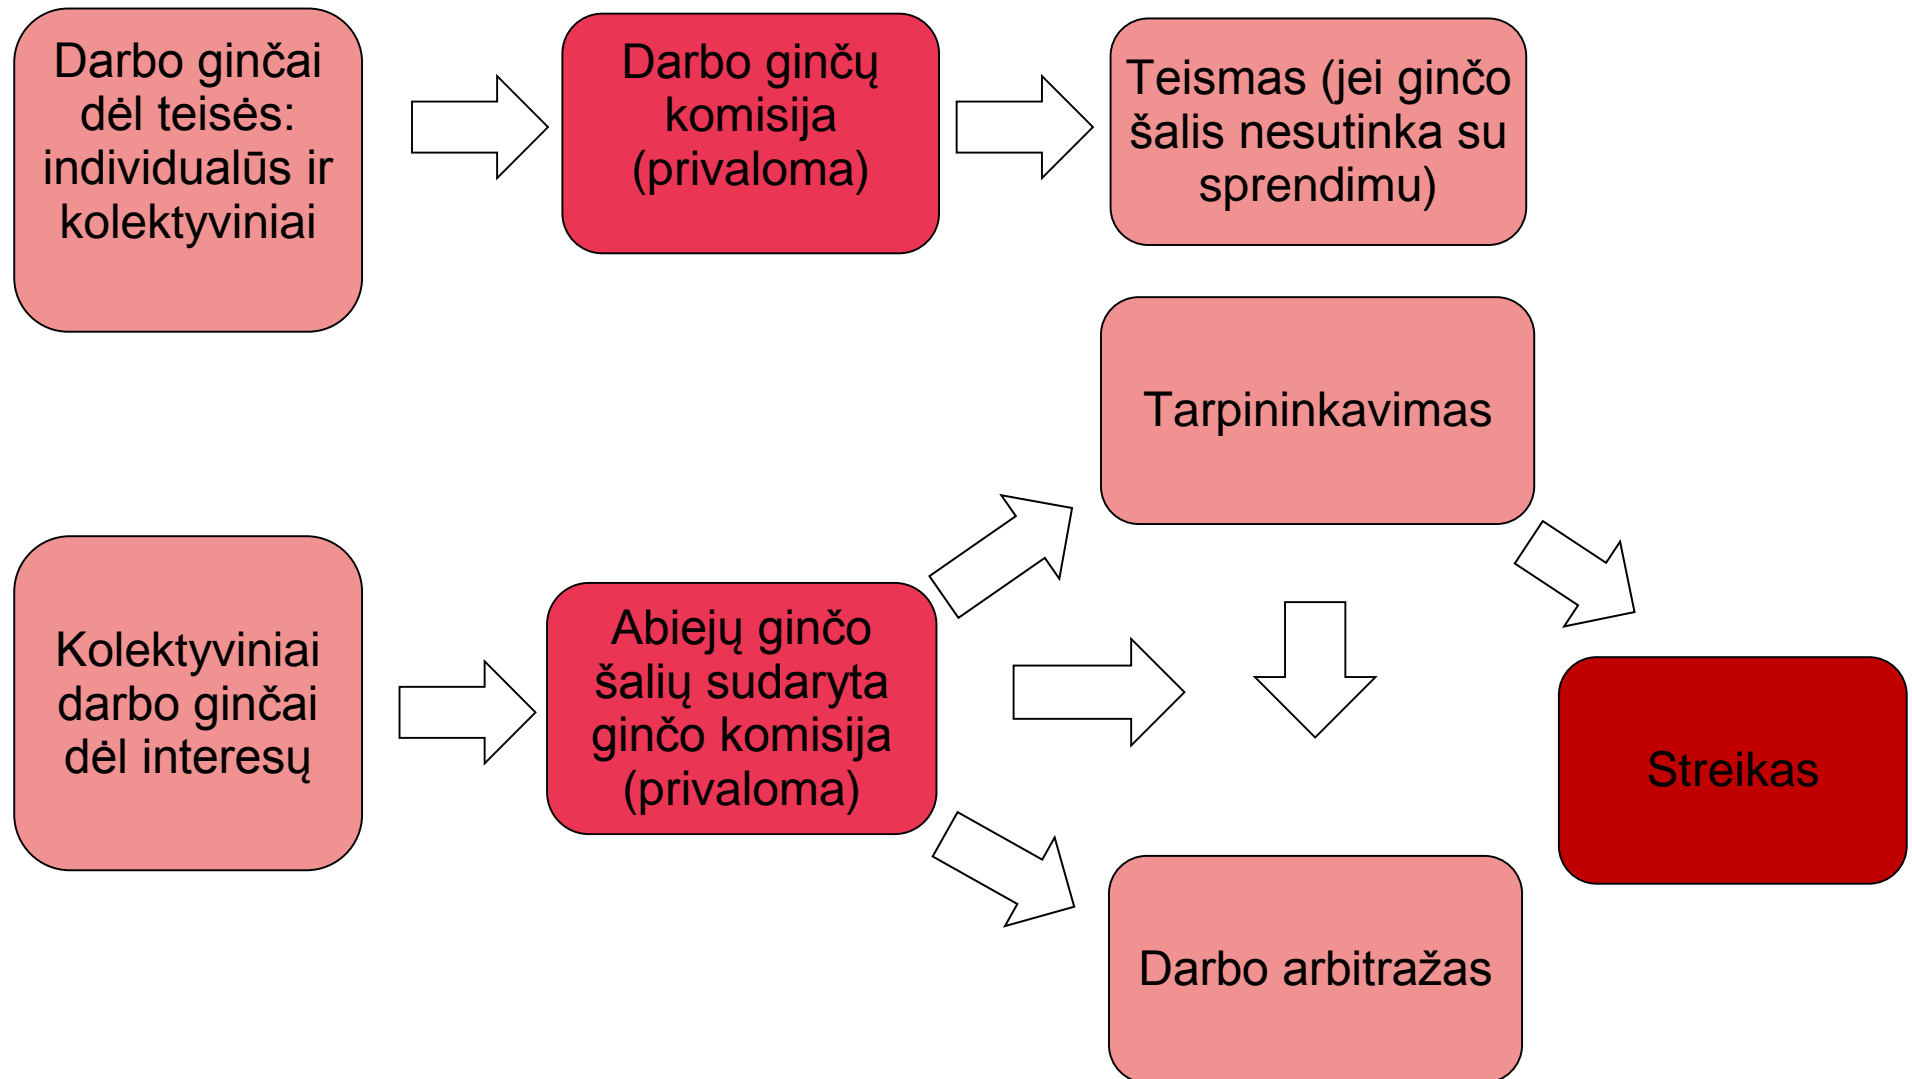 Darbo ginčai
dėl teisės:
individualūs ir
kolektyviniai
Darbo ginčų
komisija
(privaloma)
Teismas (jei ginčo
šalis nesutinka su
sprendimu)
Tarpininkavimas
Kolektyviniai
darbo ginčai
dėl interesų
Abiejų ginčo
šalių sudaryta
ginčo komisija
(privaloma)
Streikas
Darbo arbitražas